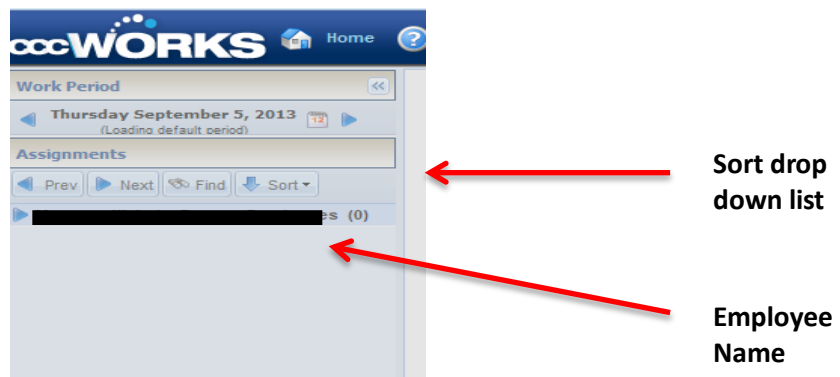 cccWORKS Home ?
Work Period
Thursday September 5, 2013 12
(Loading default period)
Assignments
Prev Next Find Sort
(0)
Sort drop
down list
Employee
Name